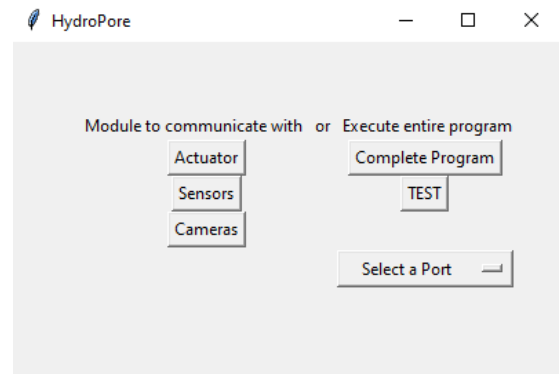 HydroPore
Module to communicate with or Execute entire program
Actuator Complete Program
Sensors TEST
Cameras
Select a Port